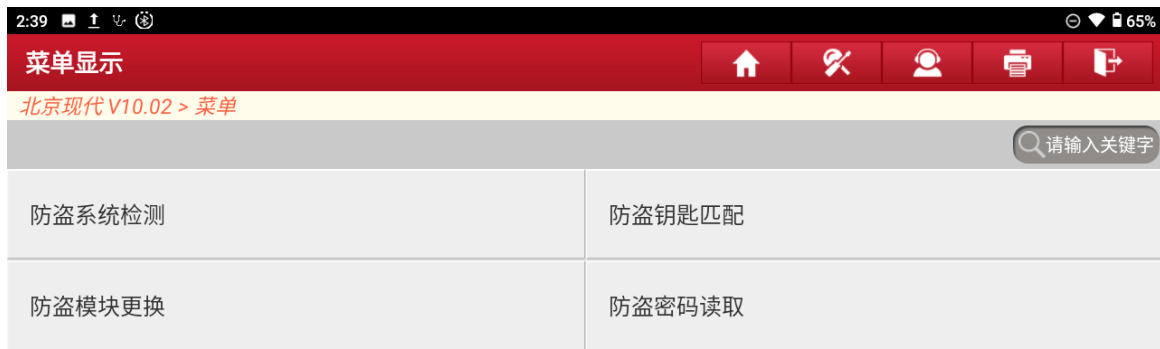 2:39 65%
菜单显示
北京现代 V10.02 > 菜单
请输入关键字
防盗系统检测 防盗钥匙匹配
防盗模块更换 防盗密码读取